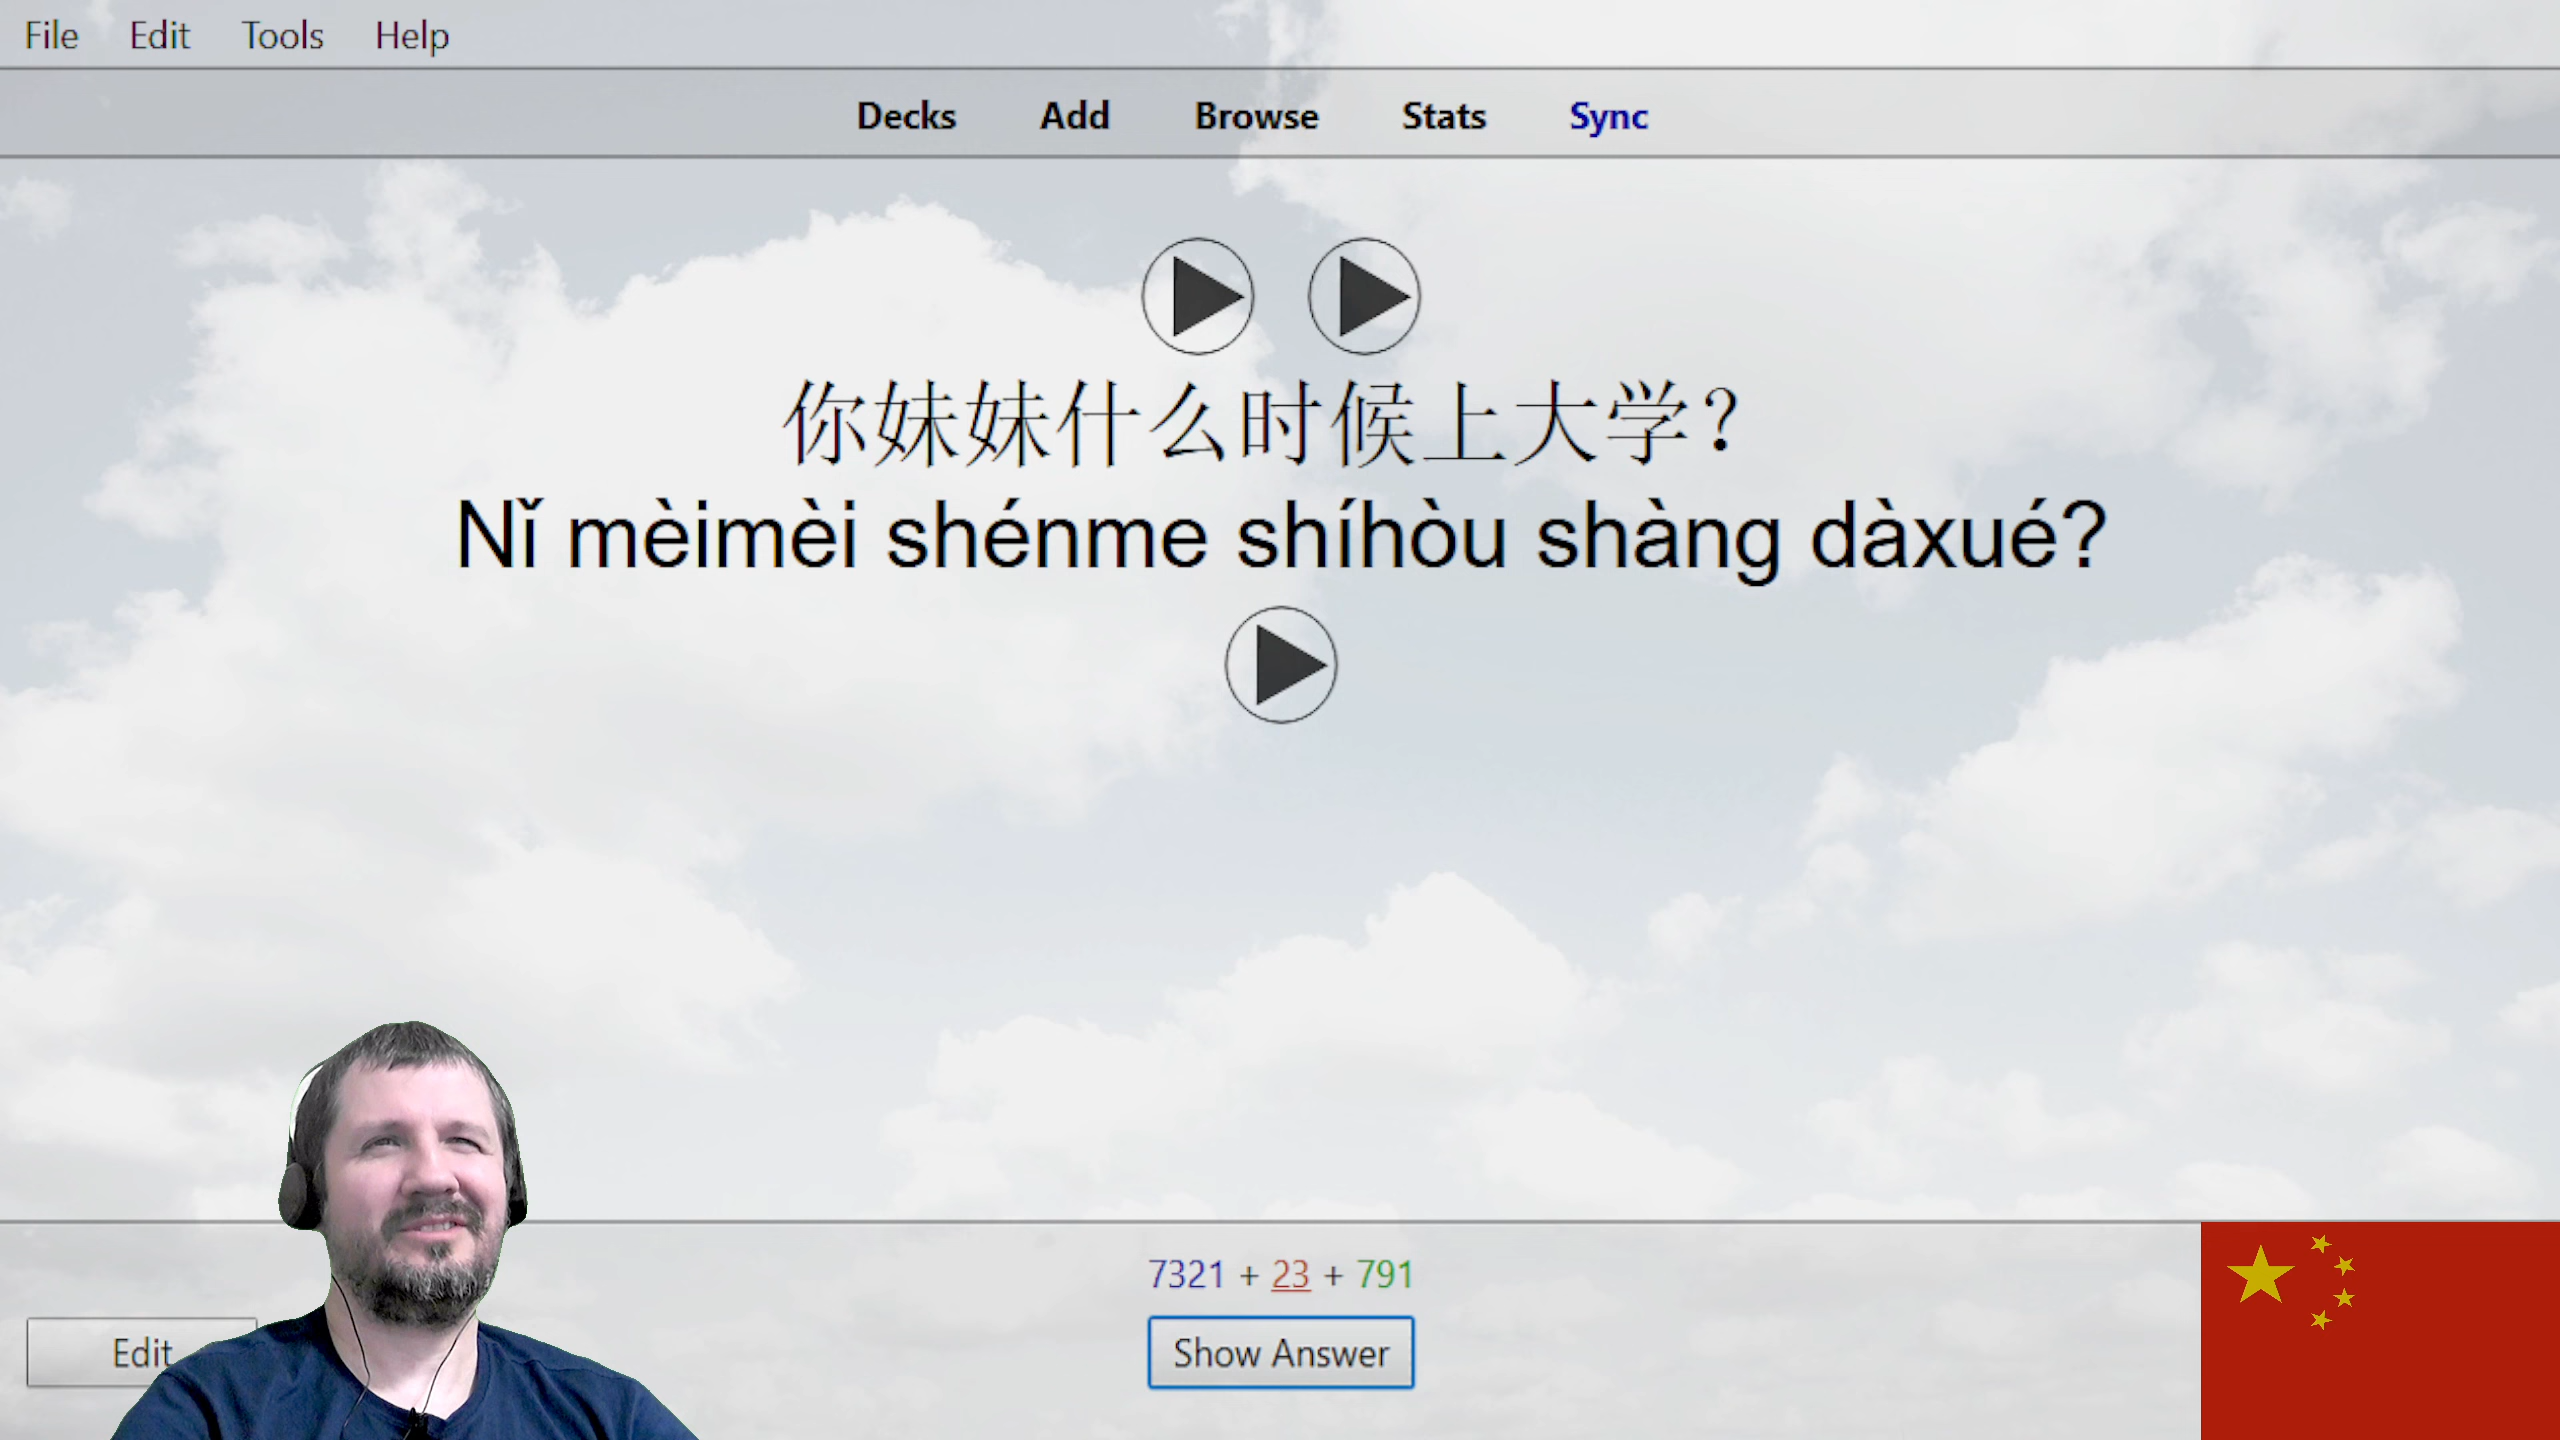 File Edit Tools Help
Decks Add Browse Stats Sync
你妹妹什么时候上大学？
Nǐ mèimèi shénme shíhòu shàng dàxué?
7321 + 23 + 791
Edit
Show Answer